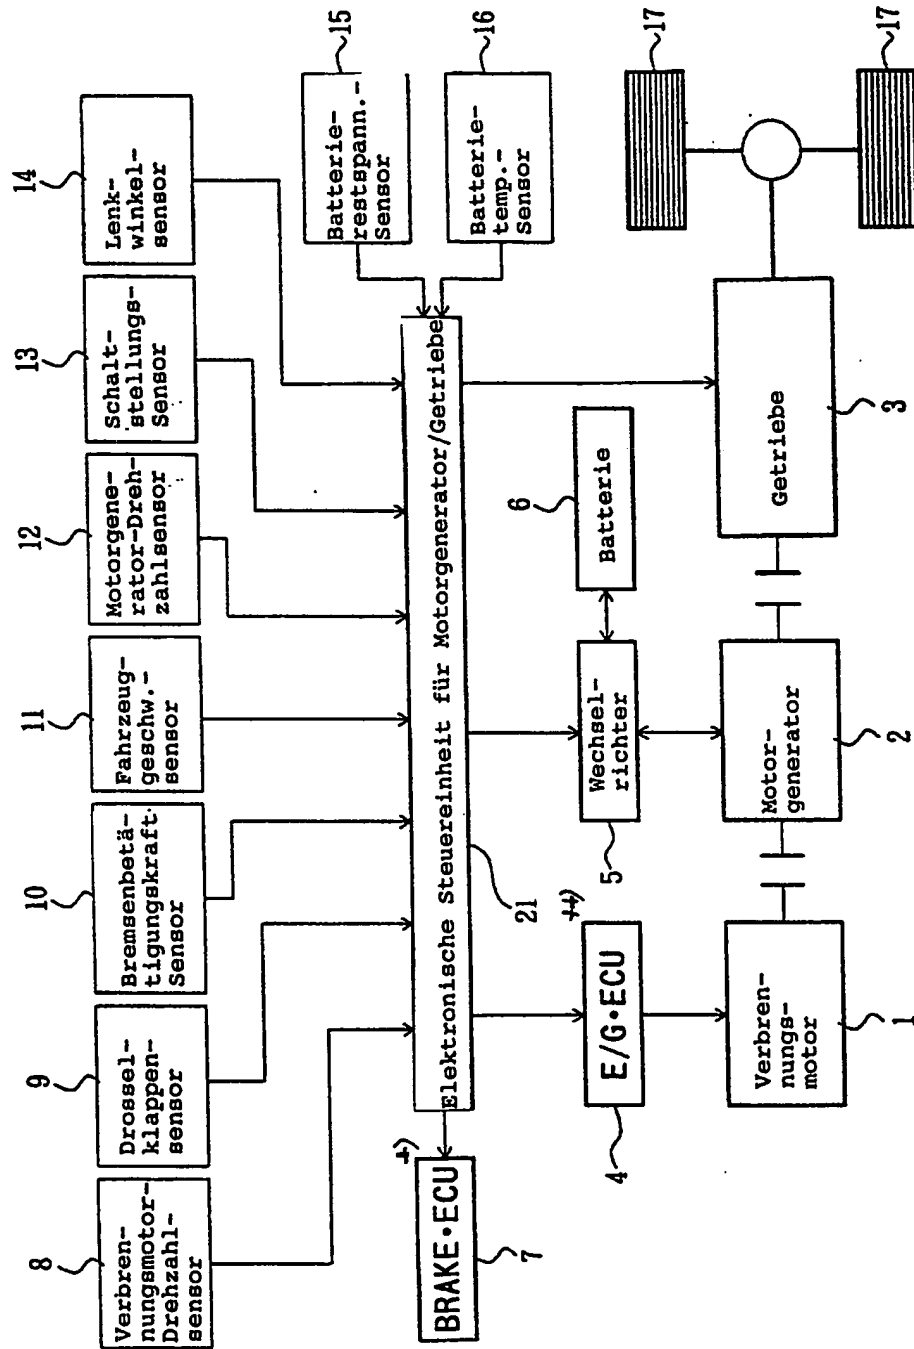 8
Verbren-
nungsmotor-
Drehzahl-
sensor
9
Drossel-
klappen-
sensor
10
Bremsenbetä-
tigungskraft-
Sensor
11
Fahrzeug-
geschw.-
sensor
12
Motorgene-
rator-Dreh-
zahlsensor
13
Schalt-
stellungs-
Sensor
14
Lenk-
winkel-
sensor
15
Batterie-
restspann.-
Sensor
16
Batterie-
temp.-
Sensor
+)
BRAKE•ECU
7
Elektronische Steuereinheit für Motorgenerator/Getriebe
21
++)
E/G•ECU
4
Wechsel-
richter
5
6
Batterie
Verbren-
nungs-
motor
1
Motor-
generator
2
Getriebe
3
17
17